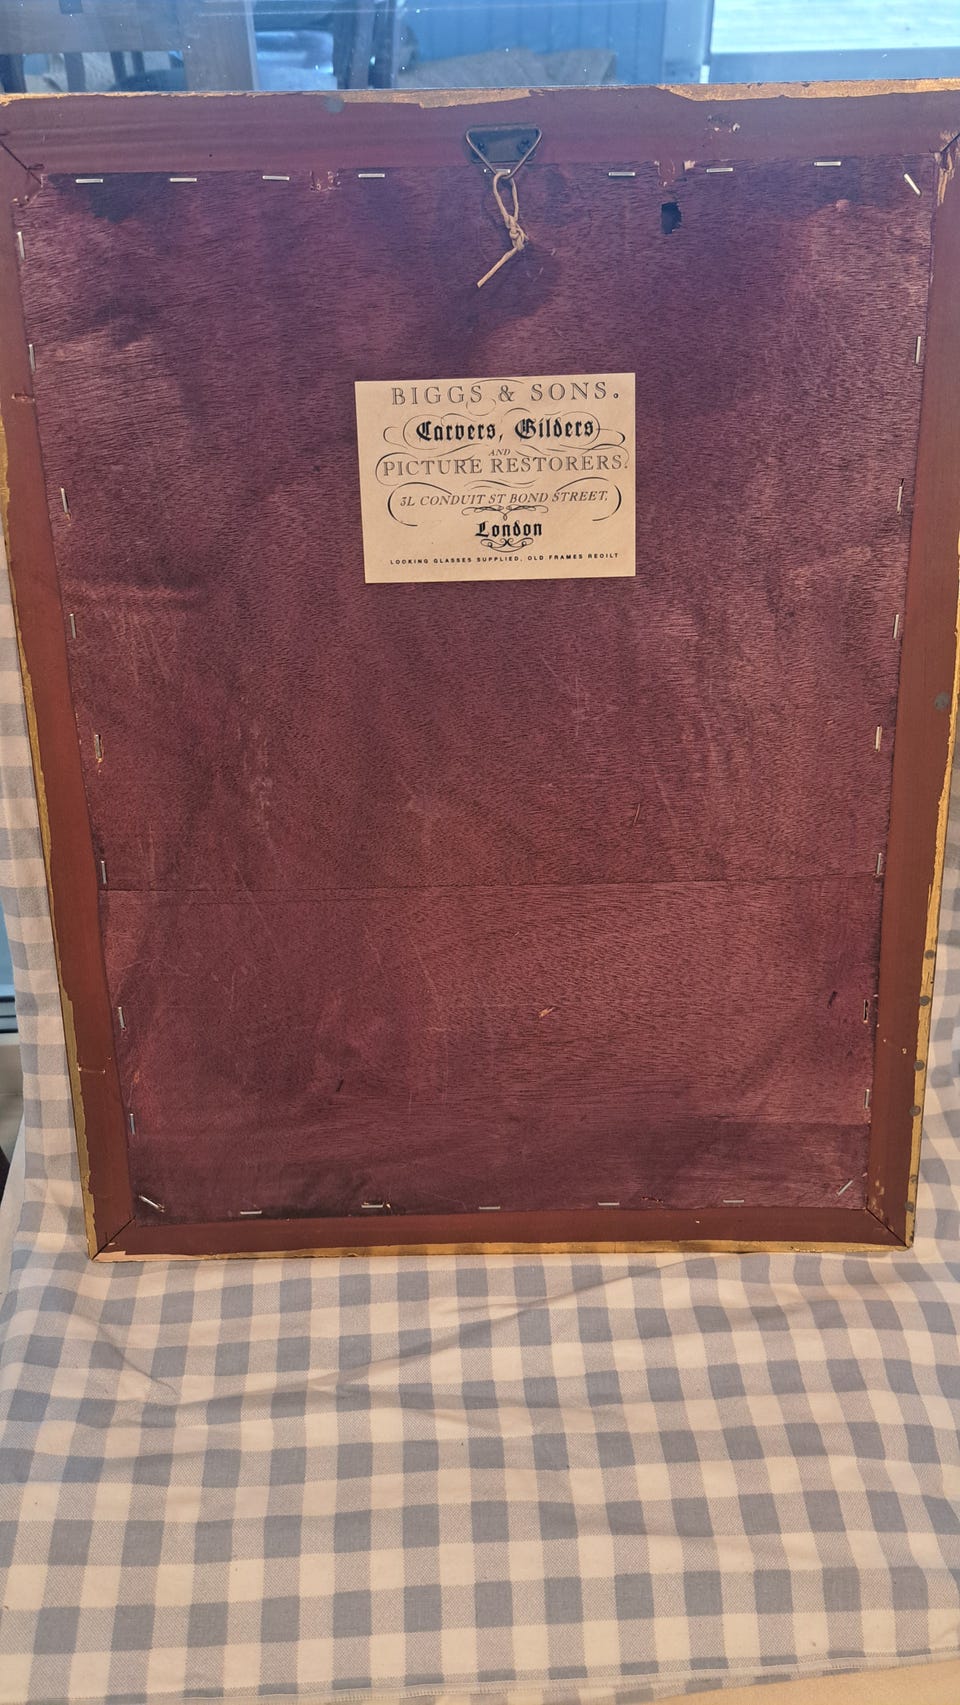 BIGGS & SONS.
Carvers, Gilders
AND
PICTURE RESTORERS.
3L CONDUIT ST BOND STREET,
London
LOOKING GLASSES SUPPLIED, OLD FRAMES REGILT